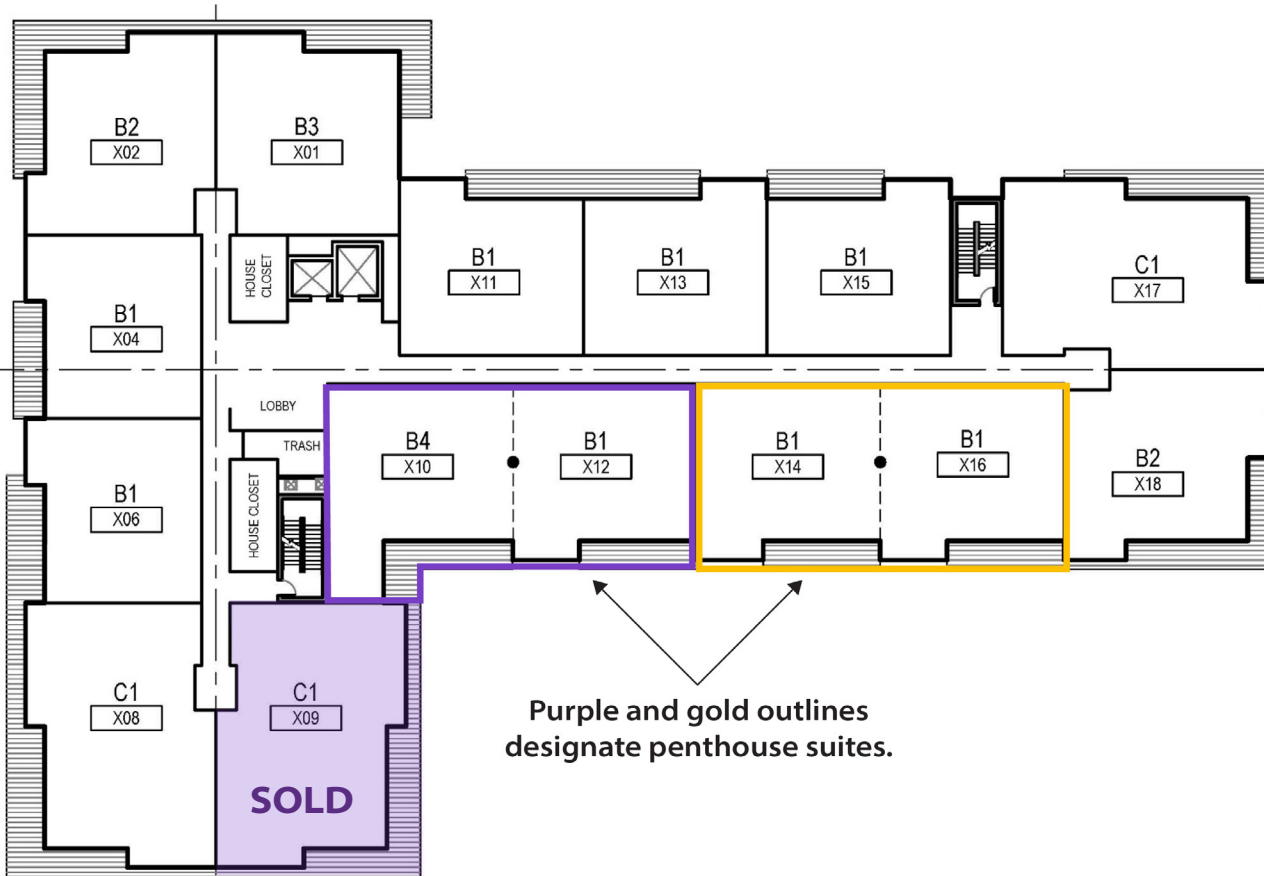 B2
X02
B3
X01
HOUSE
CLOSET
B1
X11
B1
X13
B1
X15
C1
X17
B1
X04
LOBBY
TRASH
B4
X10
B1
X12
B1
X14
B1
X16
B2
X18
B1
X06
HOUSE CLOSET
C1
X08
C1
X09
SOLD
Purple and gold outlines
designate penthouse suites.